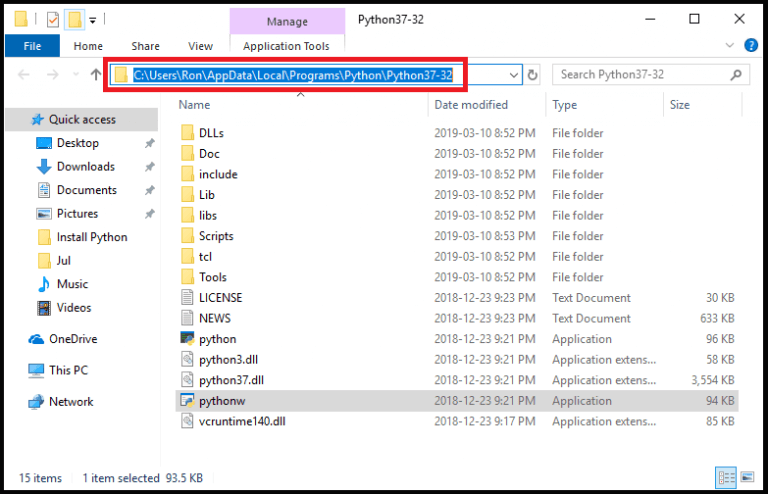 Manage Python37-32
File Home Share View Application Tools
C:\Users\Ron\AppData\Local\Programs\Python\Python37-32 Search Python37-32
Name Date modified Type Size
Quick access
Desktop
Downloads
Documents
Pictures
Install Python
Jul
Music
Videos
OneDrive
This PC
Network
DLLs 2019-03-10 8:52 PM File folder
Doc 2019-03-10 8:52 PM File folder
include 2019-03-10 8:52 PM File folder
Lib 2019-03-10 8:52 PM File folder
libs 2019-03-10 8:52 PM File folder
Scripts 2019-03-10 8:53 PM File folder
tcl 2019-03-10 8:52 PM File folder
Tools 2019-03-10 8:52 PM File folder
LICENSE 2018-12-23 9:23 PM Text Document 30 KB
NEWS 2018-12-23 9:23 PM Text Document 633 KB
python 2018-12-23 9:21 PM Application 96 KB
python3.dll 2018-12-23 9:21 PM Application extens... 58 KB
python37.dll 2018-12-23 9:21 PM Application extens... 3,554 KB
pythonw 2018-12-23 9:21 PM Application 94 KB
vcruntime140.dll 2018-12-23 9:17 PM Application extens... 85 KB
15 items 1 item selected 93.5 KB